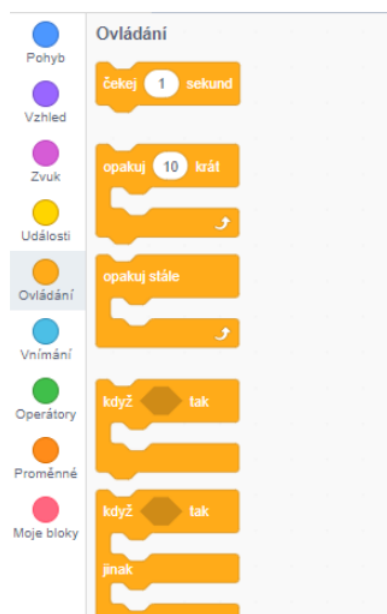 Pohyb
Vzhled
Zvuk
Události
Ovládání
Vnímání
Operátory
Proměnné
Moje bloky
Ovládání
čekej 1 sekund
opakuj 10 krát
opakuj stále
když tak
když tak
jinak